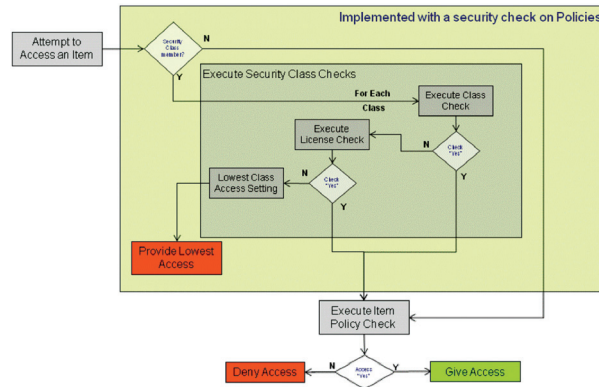 Implemented with a security check on Policies
Attempt to
Access an Item
Security
Class
member?
N
Y
Execute Security Class Checks
For Each
Class
Execute Class
Check
Execute
License Check
N
Check
"Yes"
Y
Lowest Class
Access Setting
N
Check
"Yes"
Y
Provide Lowest
Access
Execute Item
Policy Check
Deny Access
N
Access
"Yes"
Y
Give Access